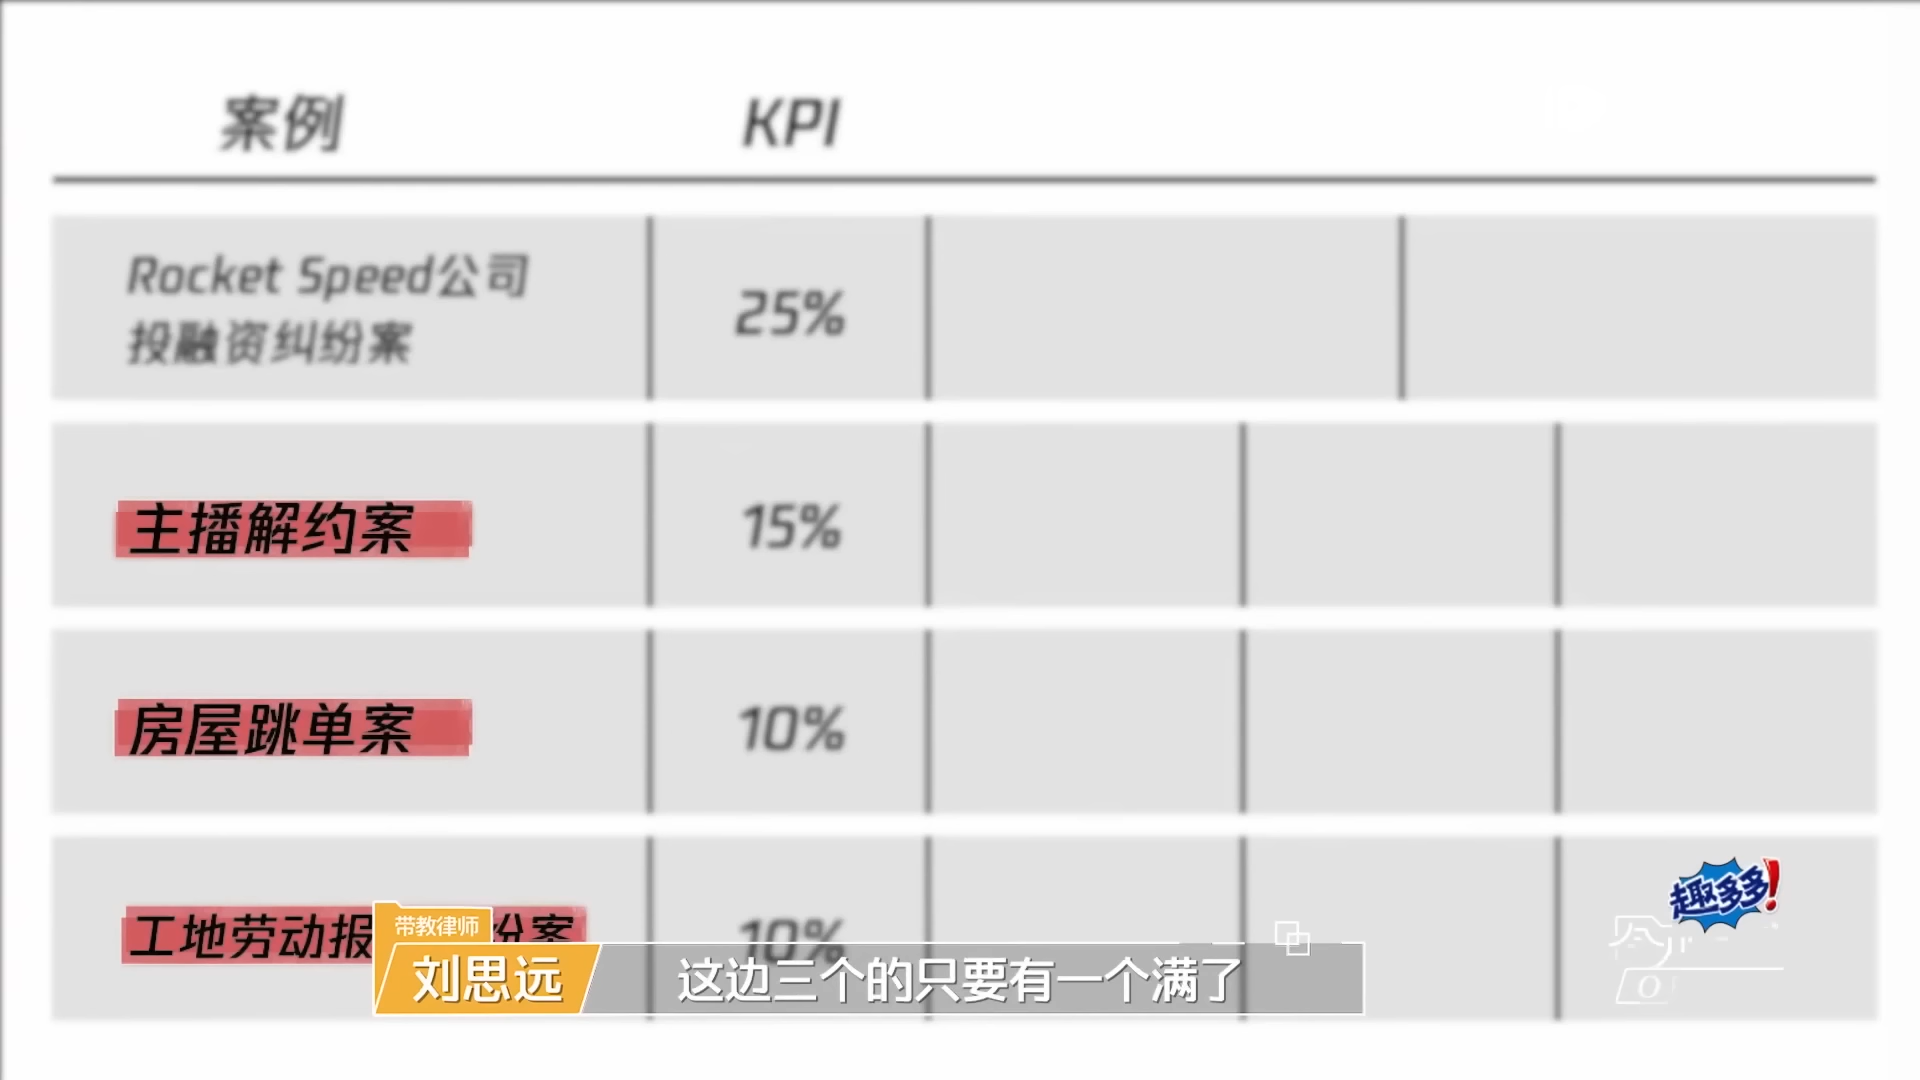 案例 KPI
Rocket Speed公司
投融资纠纷案
25%
主播解约案 15%
房屋跳单案 10%
工地劳动报 份案 10%
带教律师
刘思远
这边三个的只要有一个满了
趣多多!